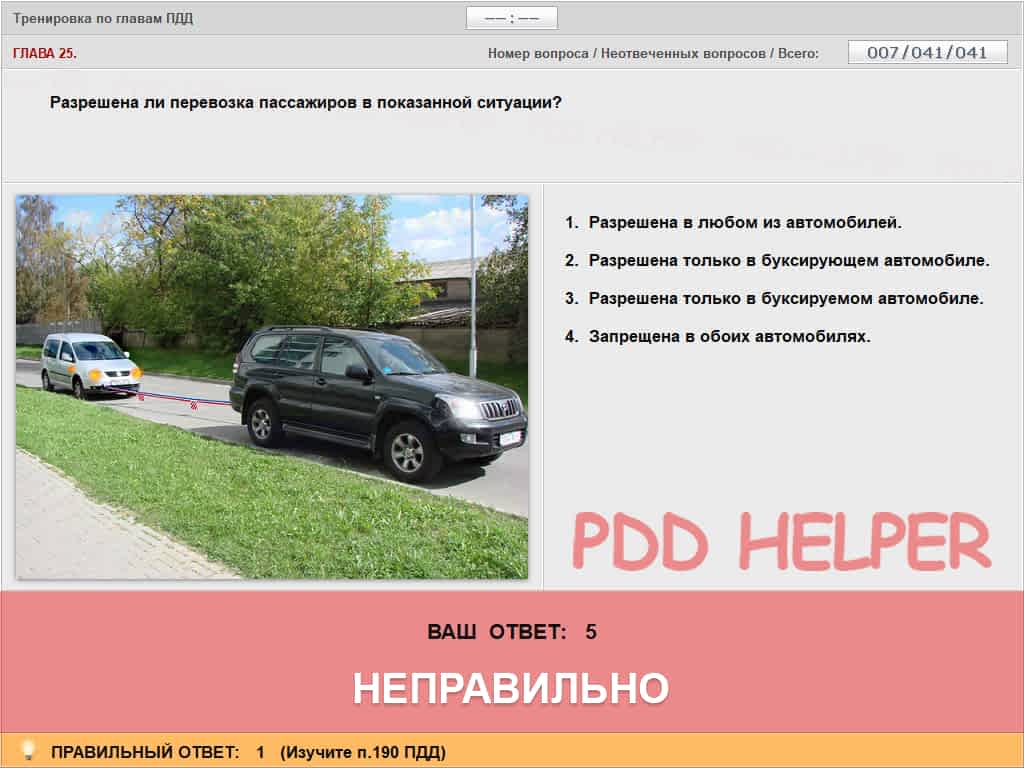 Тренировка по главам ПДД
–– : ––
ГЛАВА 25.
Номер вопроса / Неотвеченных вопросов / Всего:
007/041/041
Разрешена ли перевозка пассажиров в показанной ситуации?
1. Разрешена в любом из автомобилей.
2. Разрешена только в буксирующем автомобиле.
3. Разрешена только в буксируемом автомобиле.
4. Запрещена в обоих автомобилях.
PDD HELPER
ВАШ ОТВЕТ: 5
НЕПРАВИЛЬНО
ПРАВИЛЬНЫЙ ОТВЕТ: 1 (Изучите п.190 ПДД)